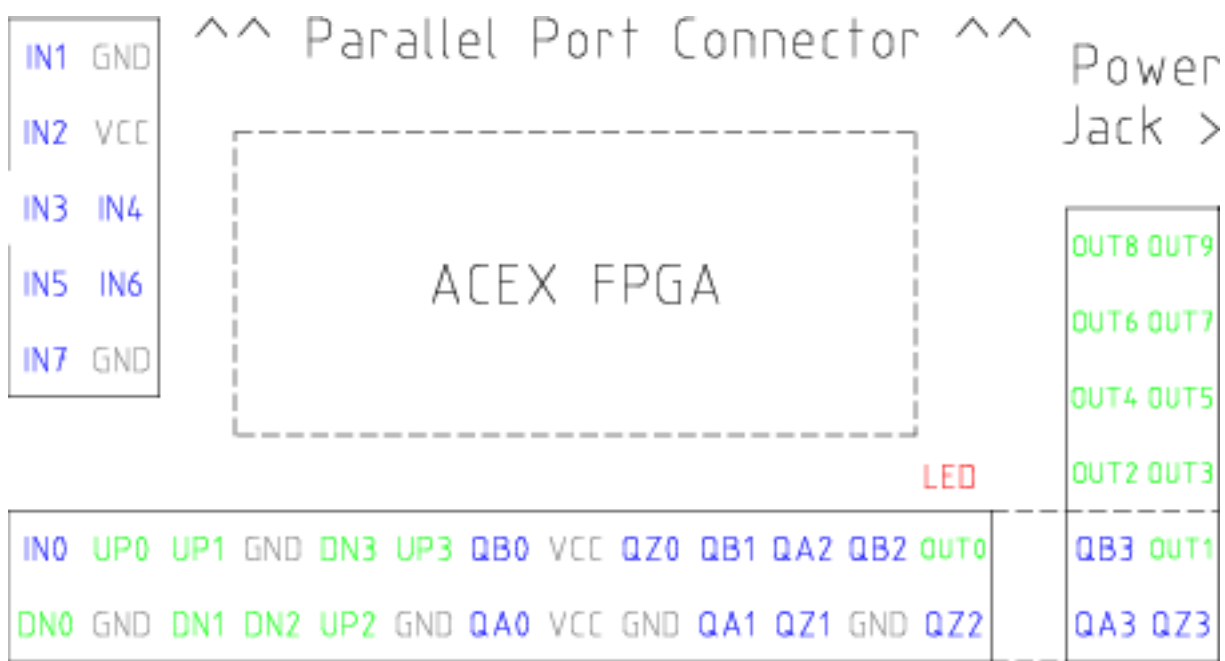 ^^ Parallel Port Connector ^^
Power
Jack >
IN1 GND
IN2 VCC
IN3 IN4
IN5 IN6
IN7 GND
ACEX FPGA
OUT8 OUT9
OUT6 OUT7
OUT4 OUT5
OUT2 OUT3
LED
IN0 UP0 UP1 GND DN3 UP3 QB0 VCC QZ0 QB1 QA2 QB2 OUT0
QB3 OUT1
DN0 GND DN1 DN2 UP2 GND QA0 VCC GND QA1 QZ1 GND QZ2
QA3 QZ3